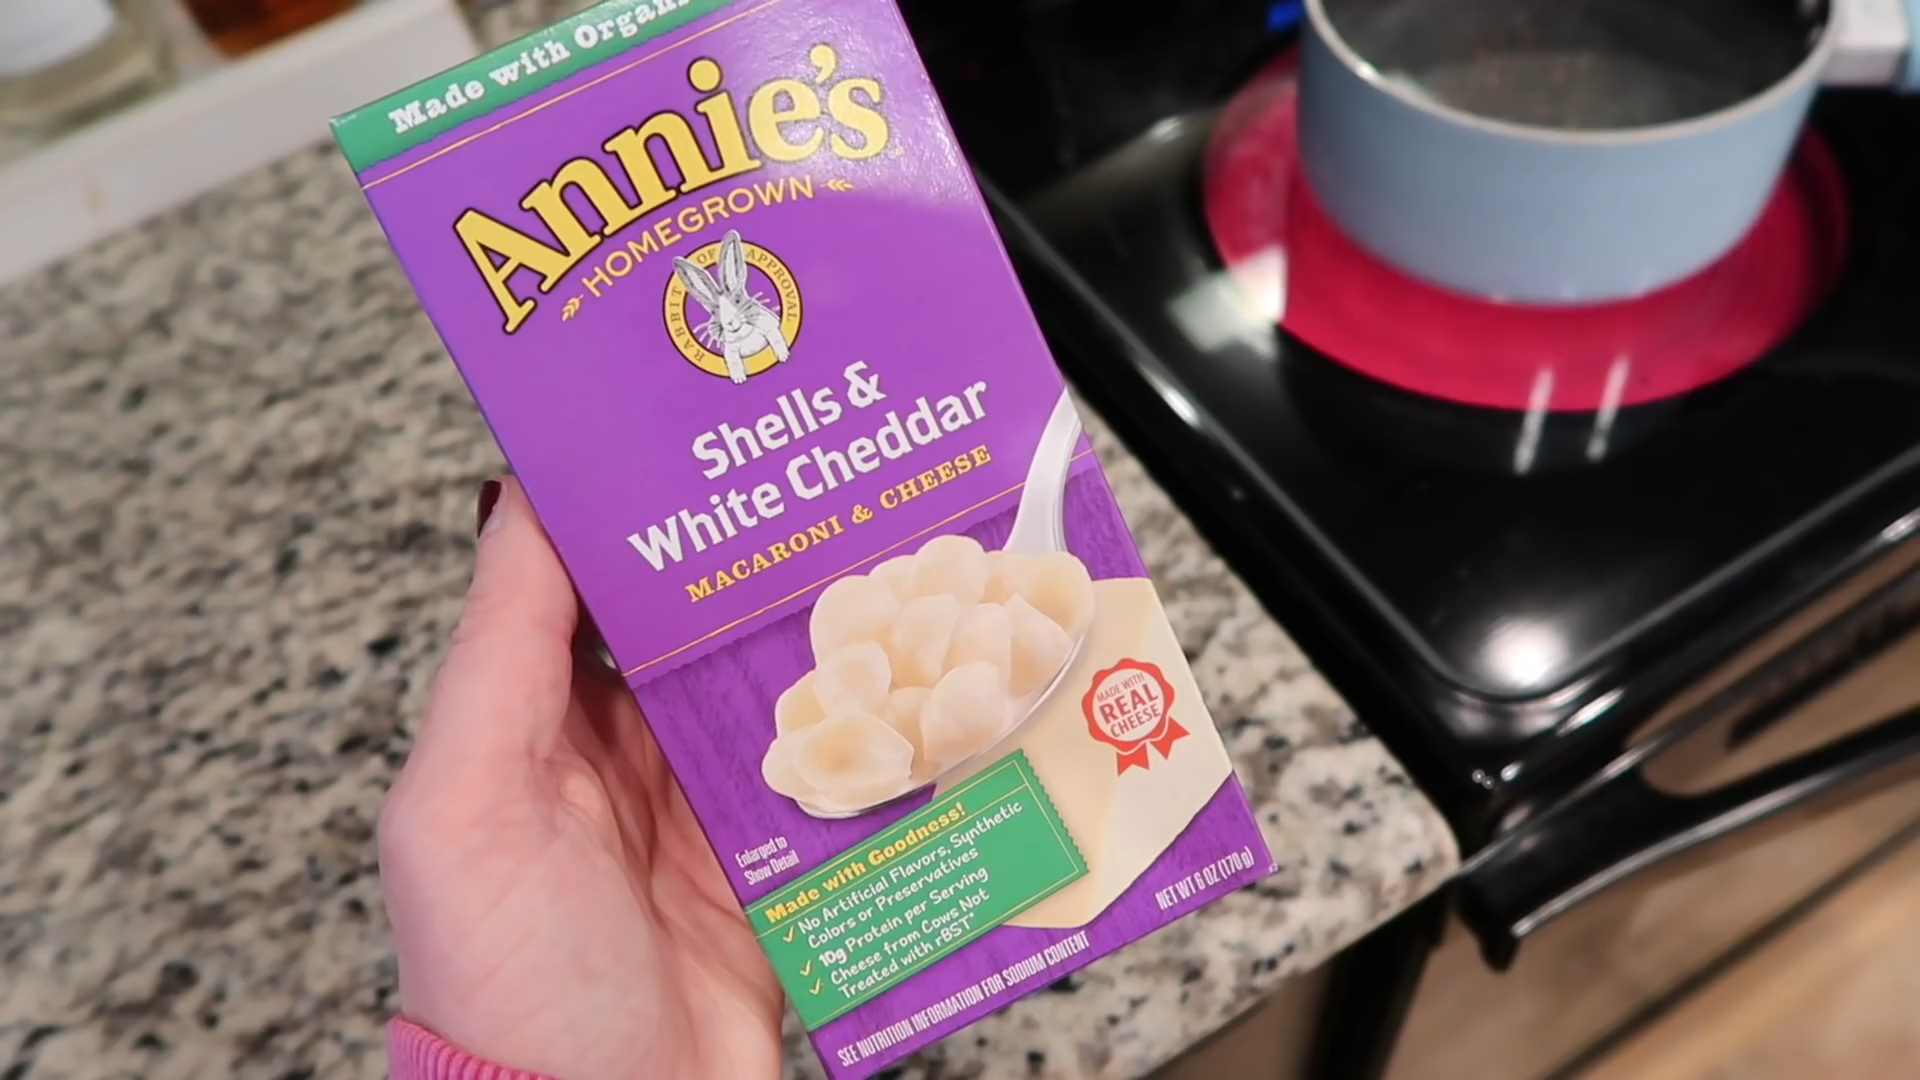 Made with Organi
Annie's
HOMEGROWN
RABBIT OF APPROVAL
Shells &
White Cheddar
MACARONI & CHEESE
MADE WITH
REAL
CHEESE
Enlarged to
Show Detail
Made with Goodness!
✓ No Artificial Flavors, Synthetic
Colors or Preservatives
✓ 10g Protein per Serving
✓ Cheese from Cows Not
Treated with rBST*
NET WT 6 OZ (170g)
SEE NUTRITION INFORMATION FOR SODIUM CONTENT